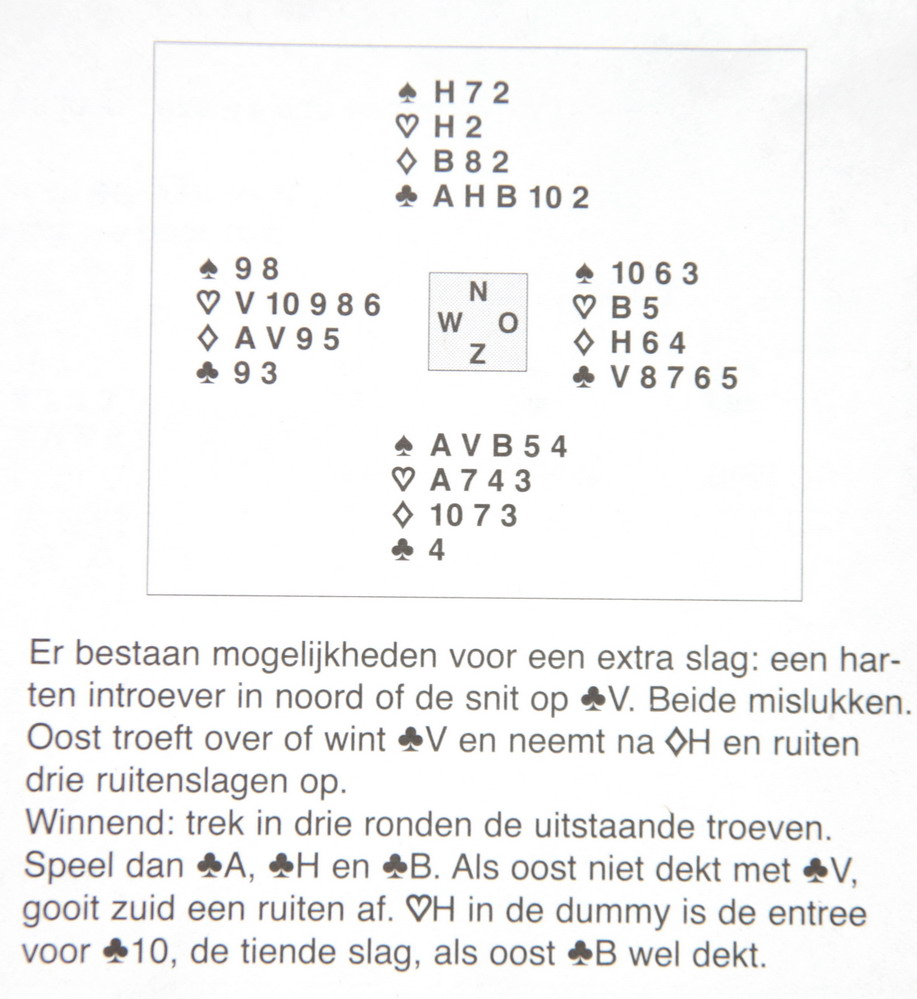 ♠ H 7 2
♡ H 2
◊ B 8 2
♣ A H B 10 2
♠ 9 8
♡ V 10 9 8 6
◊ A V 9 5
♣ 9 3
N
W O
Z
♠ 10 6 3
♡ B 5
◊ H 6 4
♣ V 8 7 6 5
♠ A V B 5 4
♡ A 7 4 3
◊ 10 7 3
♣ 4
Er bestaan mogelijkheden voor een extra slag: een har-
ten introever in noord of de snit op ♣V. Beide mislukken.
Oost troeft over of wint ♣V en neemt na ◊H en ruiten
drie ruitenslagen op.
Winnend: trek in drie ronden de uitstaande troeven.
Speel dan ♣A, ♣H en ♣B. Als oost niet dekt met ♣V,
gooit zuid een ruiten af. ♡H in de dummy is de entree
voor ♣10, de tiende slag, als oost ♣B wel dekt.